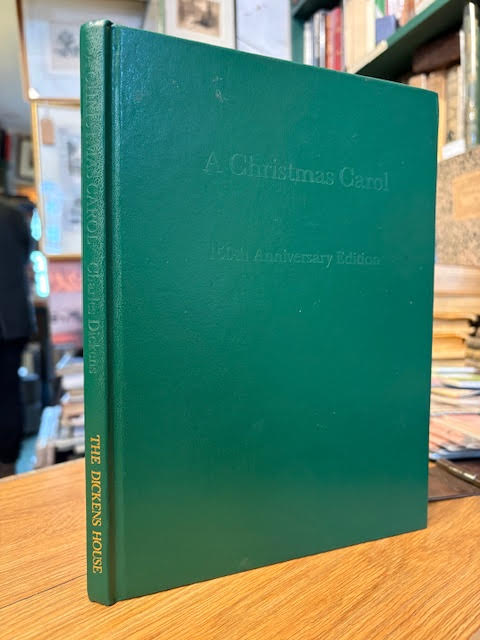 A Christmas Carol
150th Anniversary Edition
A CHRISTMAS CAROL Charles Dickens
THE DICKENS HOUSE